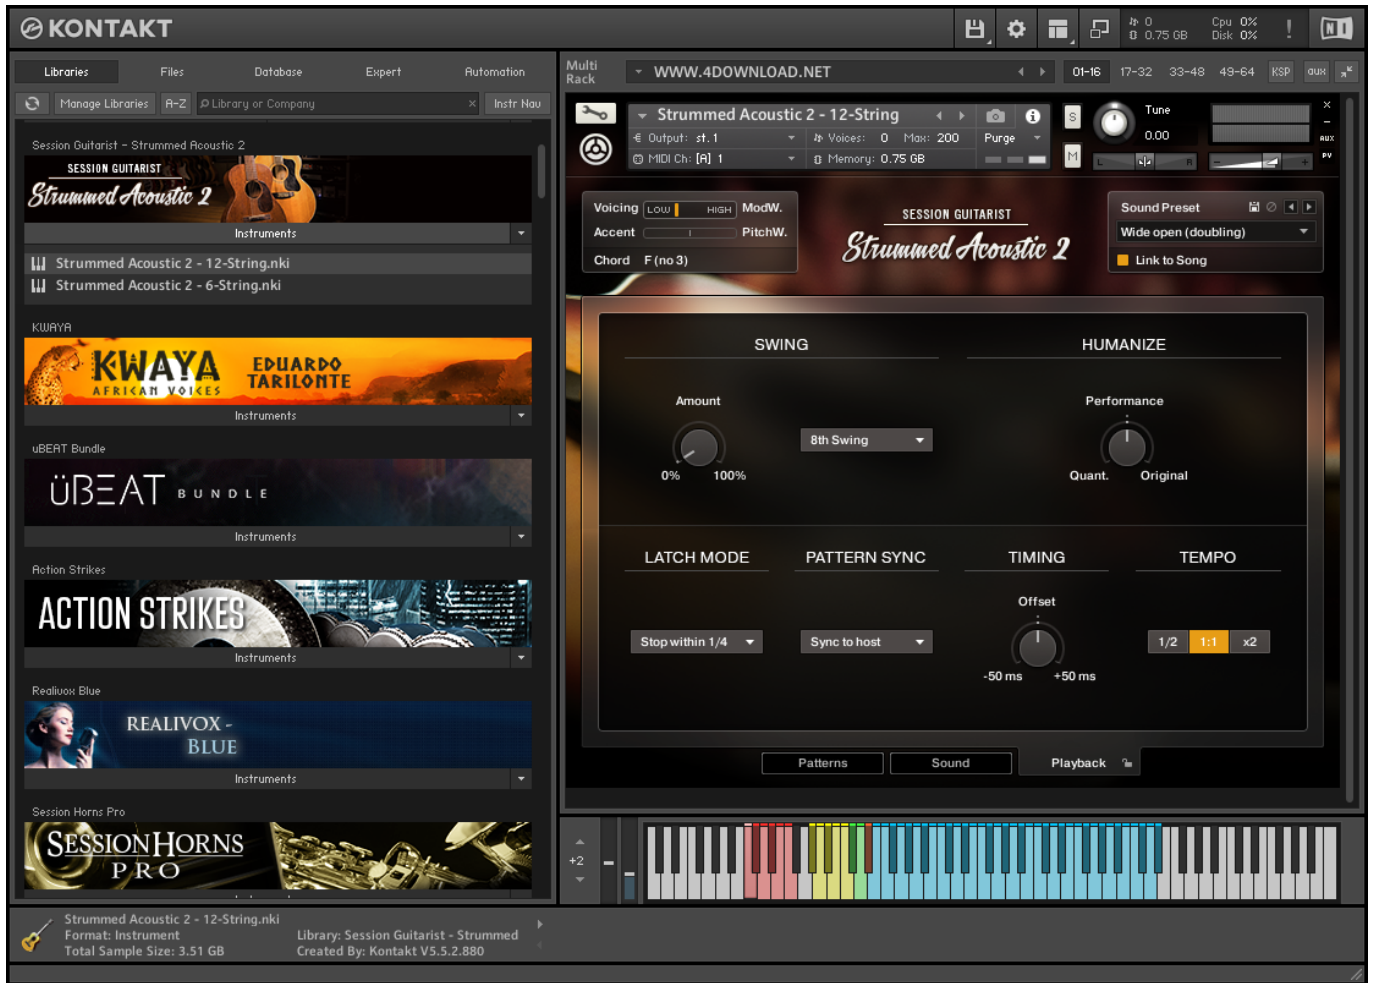 KONTAKT
0
0.75 GB
Cpu 0%
Disk 0%
!
NI
Libraries
Files
Database
Expert
Automation
Manage Libraries
A-Z
Library or Company
×
Instr Nav
Session Guitarist - Strummed Acoustic 2
SESSION GUITARIST
Strummed Acoustic 2
Instruments
Strummed Acoustic 2 - 12-String.nki
Strummed Acoustic 2 - 6-String.nki
KWAYA
KWAYA
AFRICAN VOICES
EDUARDO
TARILONTE
Instruments
uBEAT Bundle
üBEAT BUNDLE
Instruments
Action Strikes
ACTION STRIKES
Instruments
Realivox Blue
REALIVOX -
BLUE
Instruments
Session Horns Pro
SESSION HORNS
PRO
Multi
Rack
WWW.4DOWNLOAD.NET
01-16
17-32
33-48
49-64
KSP
aux
Strummed Acoustic 2 - 12-String
Output: st. 1
Voices: 0 Max: 200
Purge
MIDI Ch: [A] 1
Memory: 0.75 GB
S
M
Tune
0.00
L
R
-
+
×
-
AUX
PV
Voicing LOW HIGH ModW.
Accent PitchW.
Chord F (no 3)
SESSION GUITARIST
Strummed Acoustic 2
Sound Preset
Wide open (doubling)
Link to Song
SWING
HUMANIZE
Amount
0%
100%
8th Swing
Performance
Quant.
Original
LATCH MODE
PATTERN SYNC
TIMING
TEMPO
Stop within 1/4
Sync to host
Offset
-50 ms
+50 ms
1/2
1:1
x2
Patterns
Sound
Playback
+2
Strummed Acoustic 2 - 12-String.nki
Format: Instrument
Total Sample Size: 3.51 GB
Library: Session Guitarist - Strummed
Created By: Kontakt V5.5.2.880